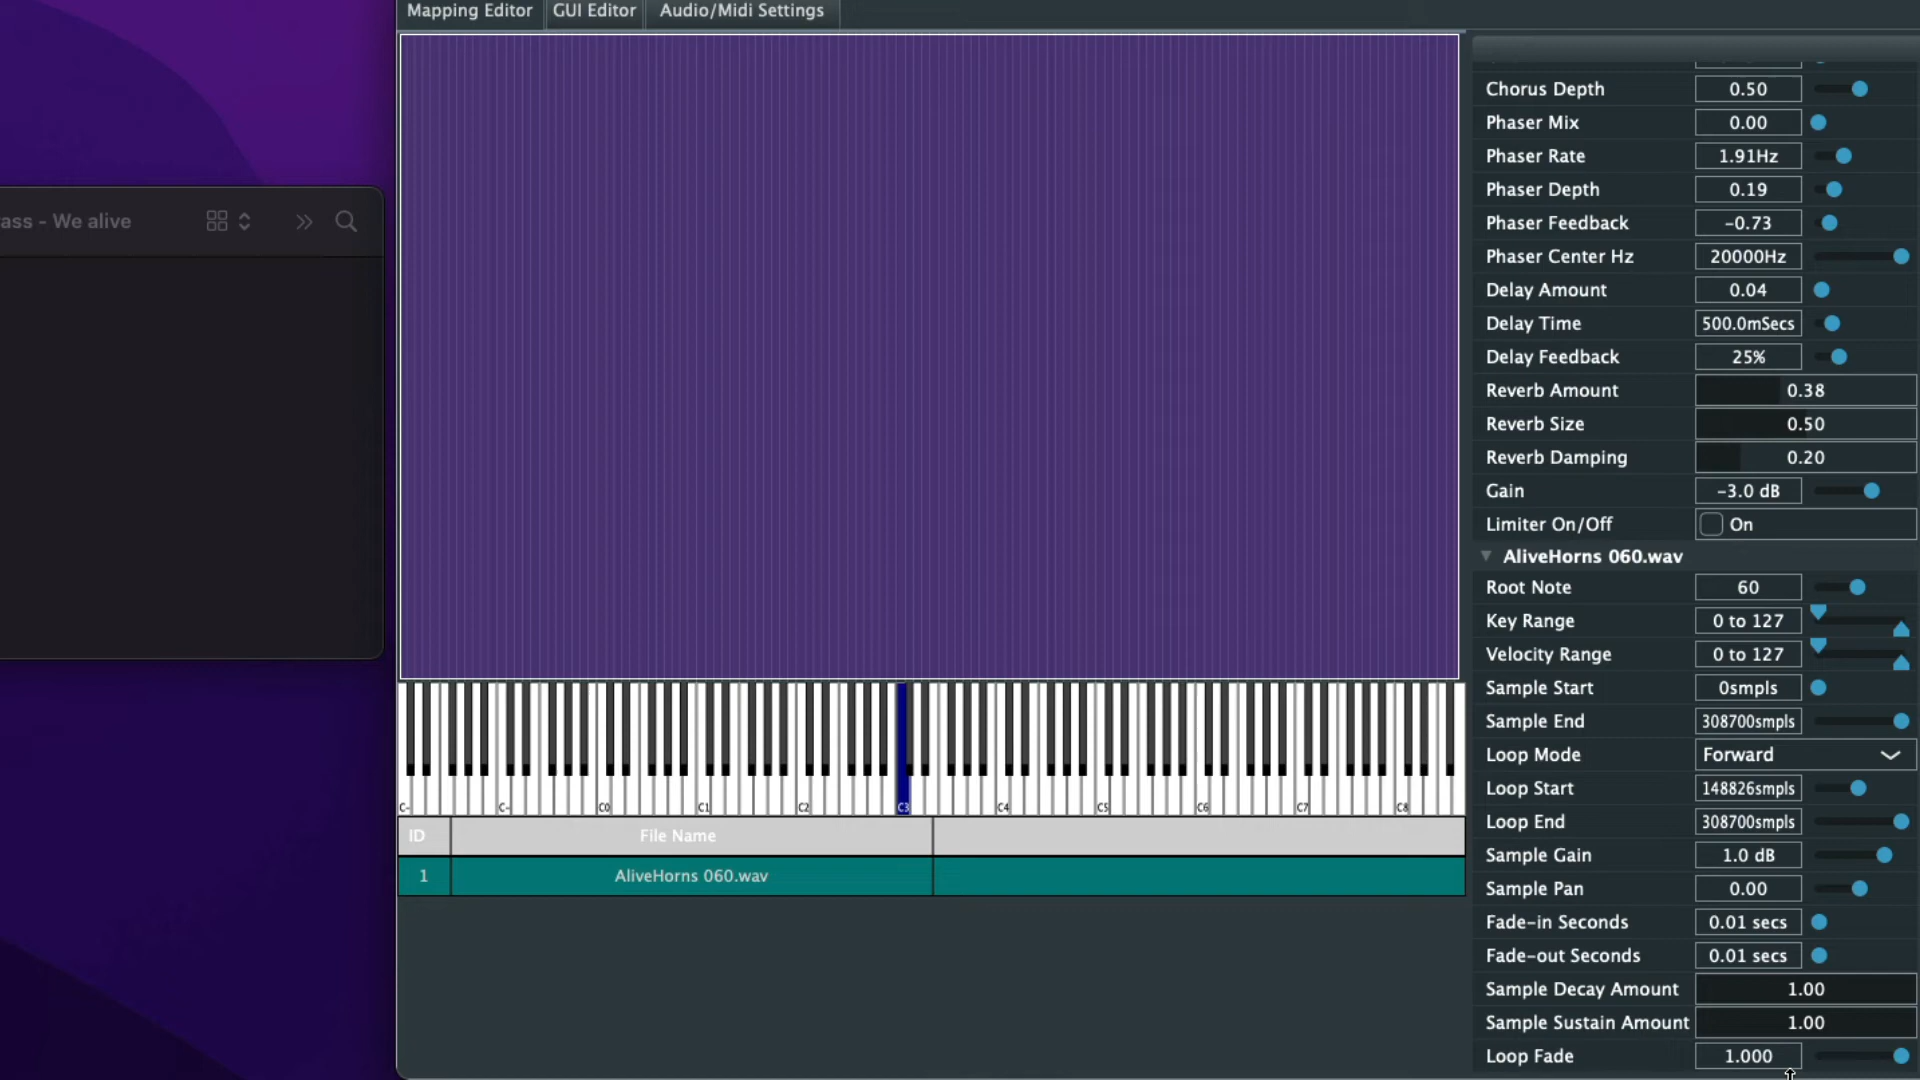 Mapping Editor
GUI Editor
Audio/Midi Settings
ass - We alive
Chorus Depth 0.50
Phaser Mix 0.00
Phaser Rate 1.91Hz
Phaser Depth 0.19
Phaser Feedback -0.73
Phaser Center Hz 20000Hz
Delay Amount 0.04
Delay Time 500.0mSecs
Delay Feedback 25%
Reverb Amount 0.38
Reverb Size 0.50
Reverb Damping 0.20
Gain -3.0 dB
Limiter On/Off On
AliveHorns 060.wav
Root Note 60
Key Range 0 to 127
Velocity Range 0 to 127
Sample Start 0smpls
Sample End 308700smpls
Loop Mode Forward
Loop Start 148826smpls
Loop End 308700smpls
Sample Gain 1.0 dB
Sample Pan 0.00
Fade-in Seconds 0.01 secs
Fade-out Seconds 0.01 secs
Sample Decay Amount 1.00
Sample Sustain Amount 1.00
Loop Fade 1.000
C- C- C0 C1 C2 C3 C4 C5 C6 C7 C8
ID File Name
1 AliveHorns 060.wav